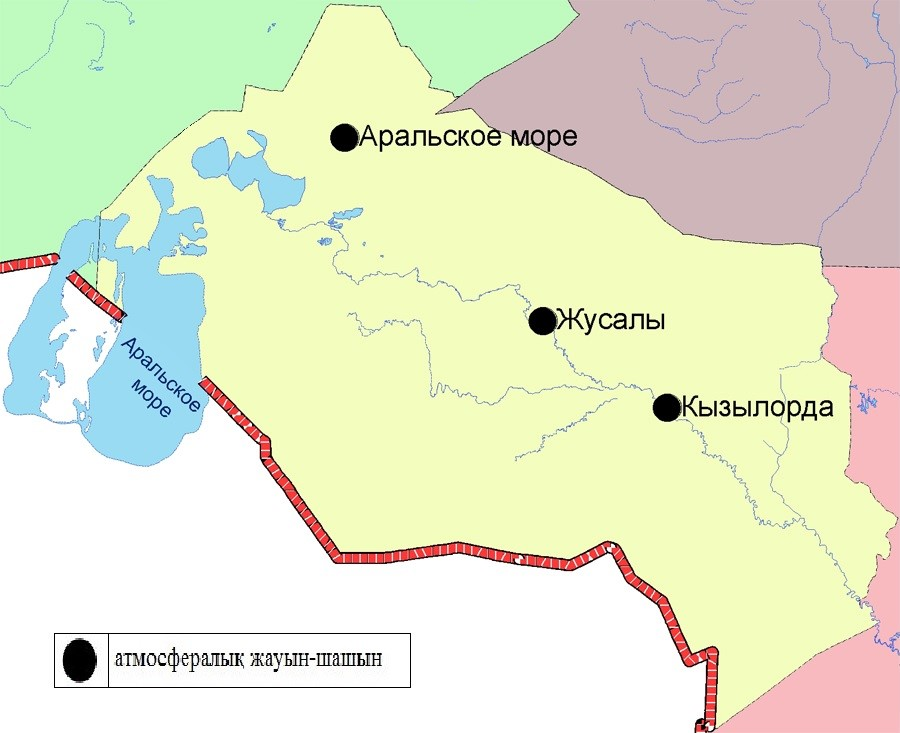 Аральское море
Жусалы
Аральское
море
Кызылорда
атмосфералық жауын-шашын